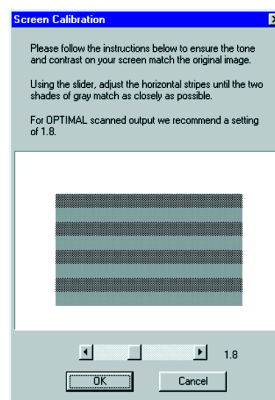 Screen Calibration
Please follow the instructions below to ensure the tone
and contrast on your screen match the original image.
Using the slider, adjust the horizontal stripes until the two
shades of gray match as closely as possible.
For OPTIMAL scanned output we recommend a setting
of 1.8.
1.8
OK
Cancel